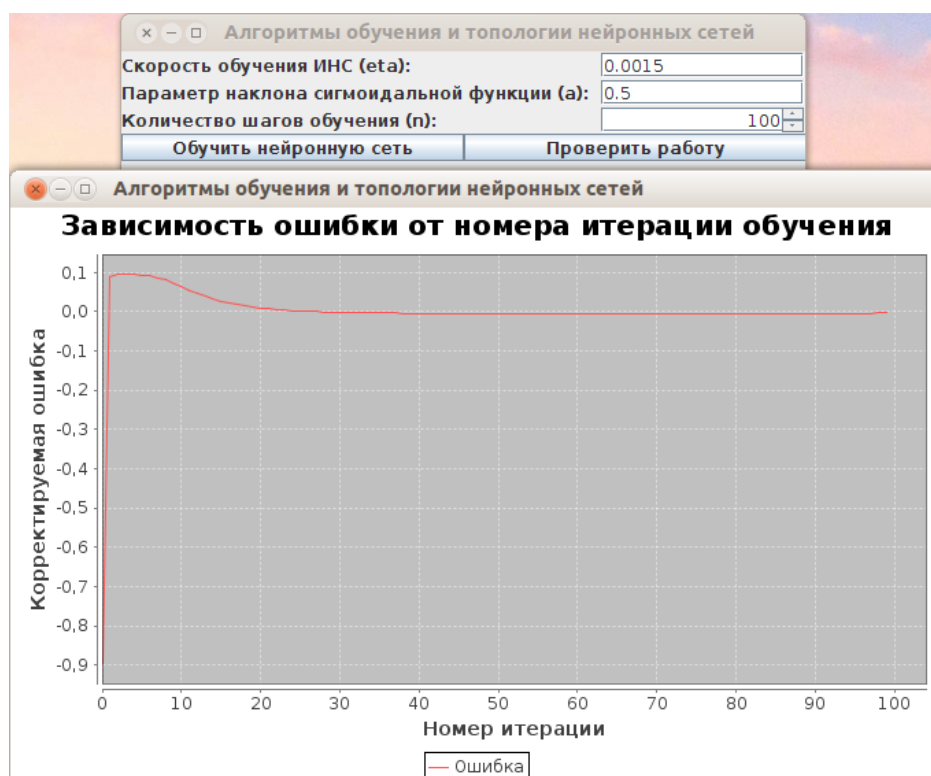 Алгоритмы обучения и топологии нейронных сетей
Скорость обучения ИНС (eta): 0.0015
Параметр наклона сигмоидальной функции (a): 0.5
Количество шагов обучения (n): 100
Обучить нейронную сеть Проверить работу
Алгоритмы обучения и топологии нейронных сетей
Зависимость ошибки от номера итерации обучения
Корректируемая ошибка
0,1
0,0
-0,1
-0,2
-0,3
-0,4
-0,5
-0,6
-0,7
-0,8
-0,9
0 10 20 30 40 50 60 70 80 90 100
Номер итерации
Ошибка